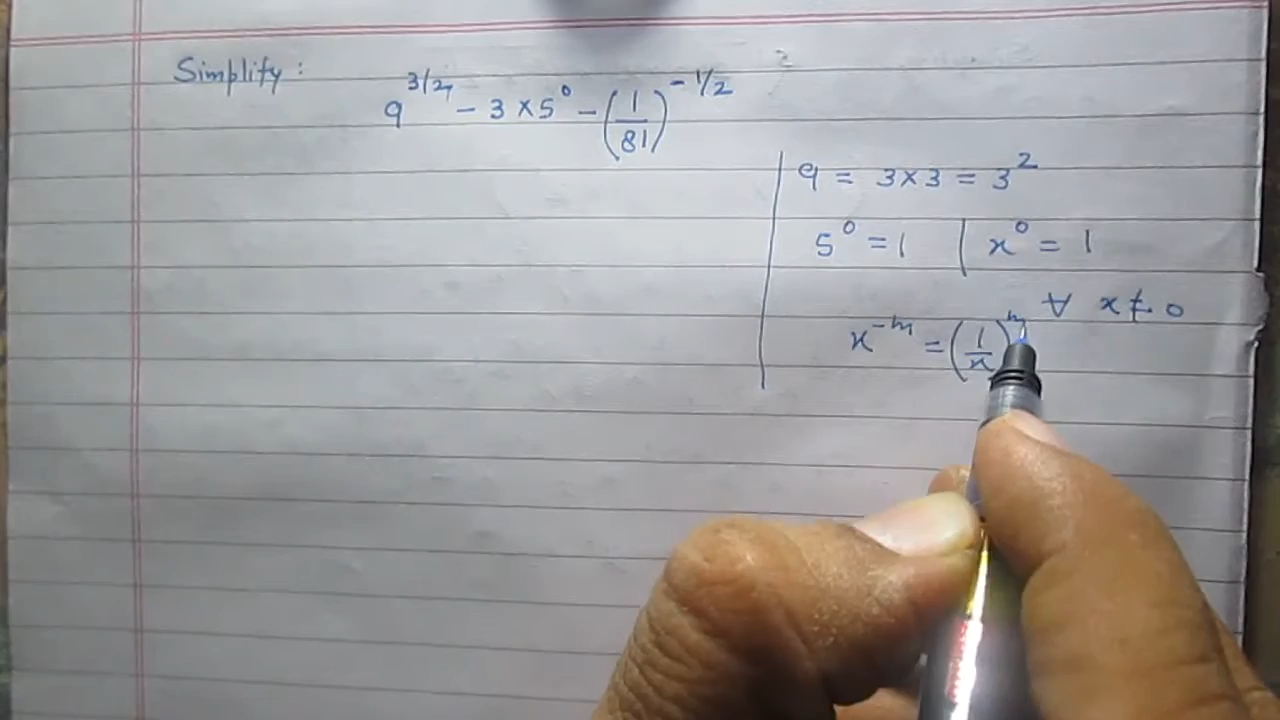 Simplify :
9^{3/2} - 3 × 5^0 - (1/81)^{-1/2}
9 = 3×3 = 3^2
5^0 = 1 | x^0 = 1
∀ x ≠ 0
x^{-m} = (1/x)^m